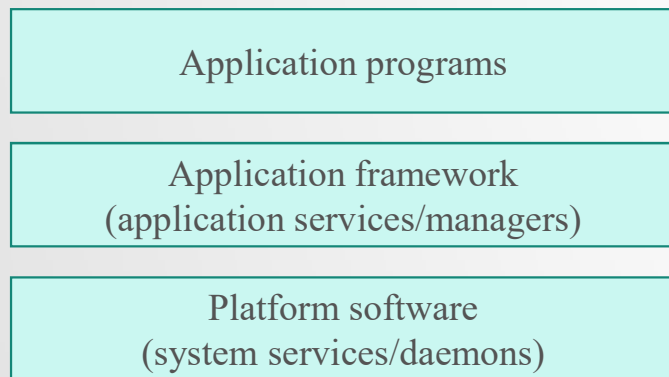 Application programs
Application framework
(application services/managers)
Platform software
(system services/daemons)